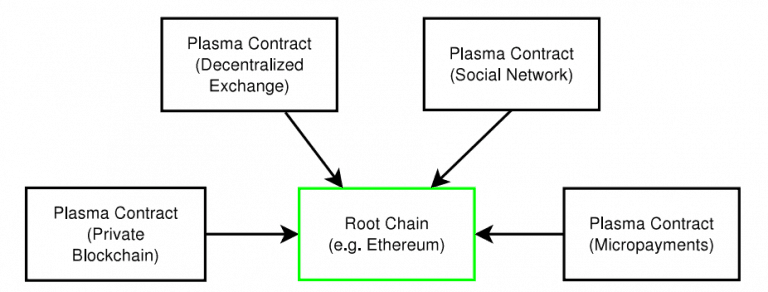 Plasma Contract
(Decentralized
Exchange)
Plasma Contract
(Social Network)
Plasma Contract
(Private
Blockchain)
Root Chain
(e.g. Ethereum)
Plasma Contract
(Micropayments)